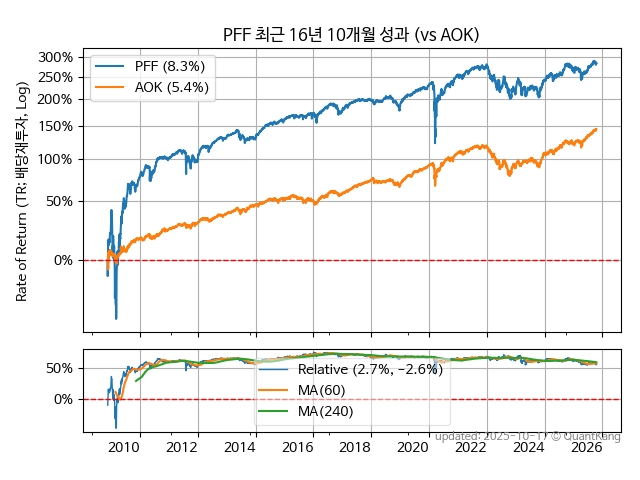 PFF 최근 16년 10개월 성과 (vs AOK)
Rate of Return (TR: 배당재투자, Log)
300%
250%
200%
150%
100%
50%
0%
PFF (8.3%)
AOK (5.4%)
50%
0%
Relative (2.7%, -2.6%)
MA(60)
MA(240)
2010 2012 2014 2016 2018 2020 2022 2024 2026
updated: 2025-10-17 © QuantKang